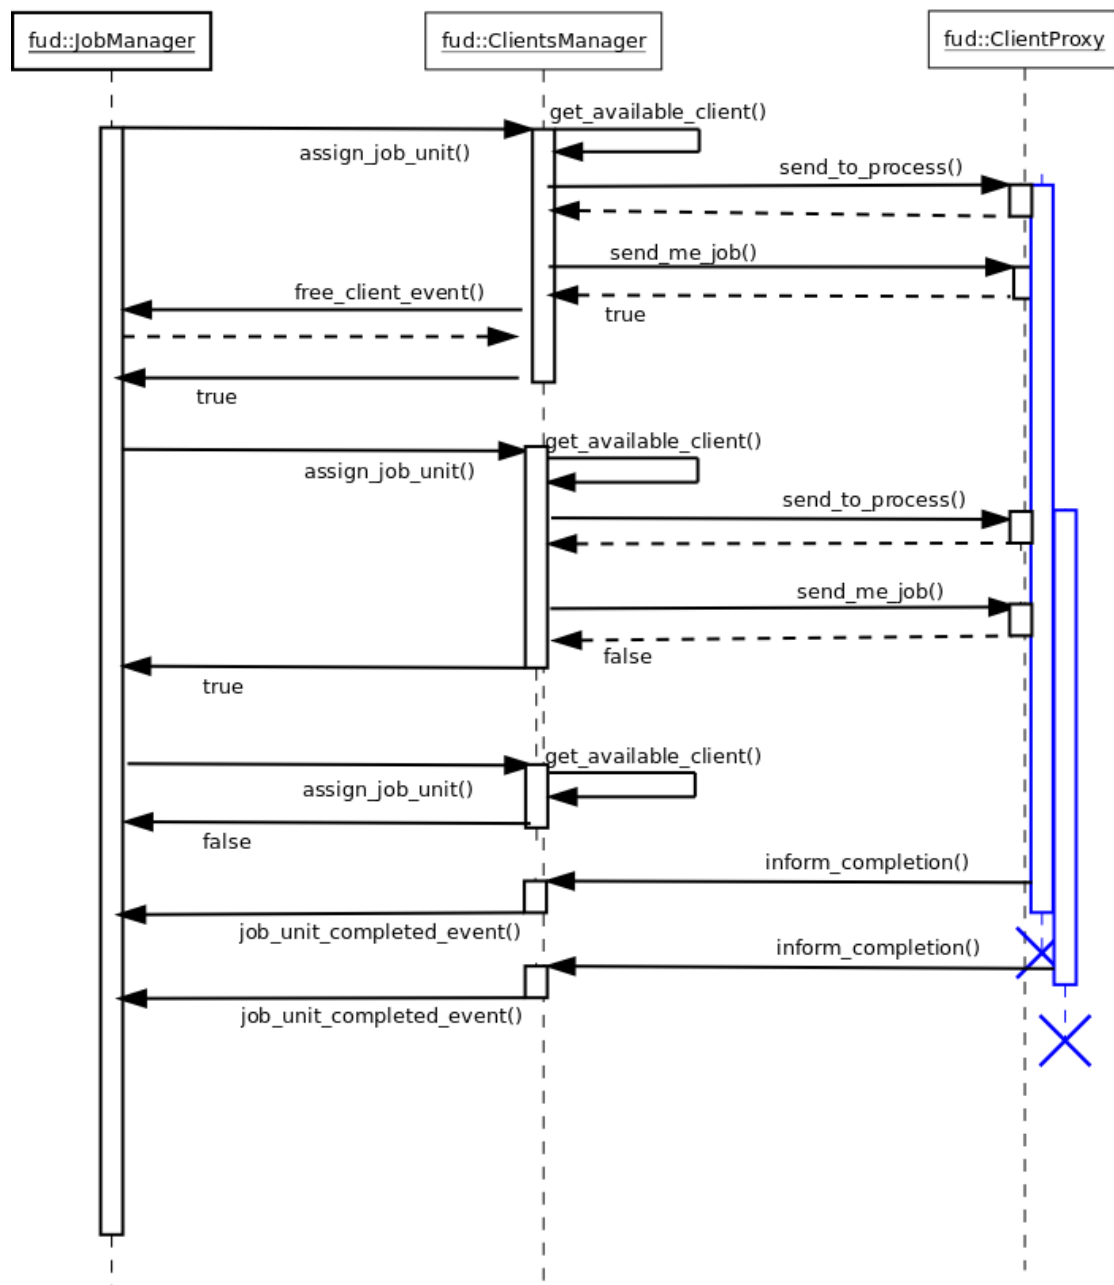 fud::JobManager
fud::ClientsManager
fud::ClientProxy
get_available_client()
assign_job_unit()
send_to_process()
send_me_job()
free_client_event()
true
true
get_available_client()
assign_job_unit()
send_to_process()
send_me_job()
false
true
get_available_client()
assign_job_unit()
false
inform_completion()
job_unit_completed_event()
inform_completion()
job_unit_completed_event()